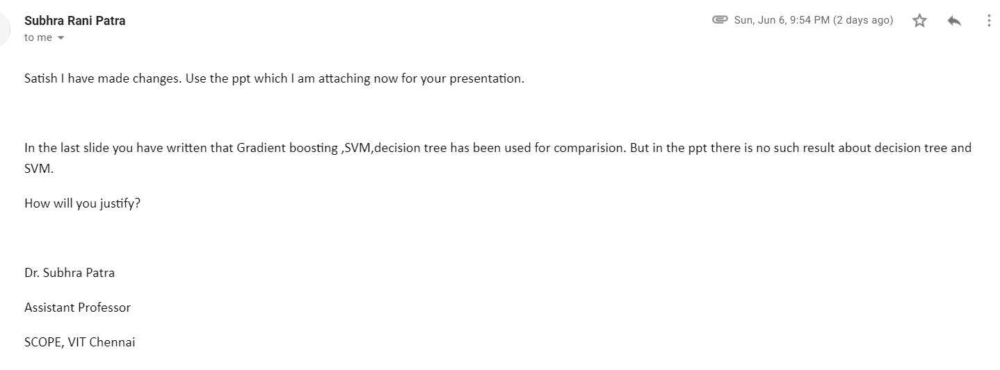 Subhra Rani Patra
Sun, Jun 6, 9:54 PM (2 days ago)
to me
Satish I have made changes. Use the ppt which I am attaching now for your presentation.
In the last slide you have written that Gradient boosting ,SVM,decision tree has been used for comparision. But in the ppt there is no such result about decision tree and
SVM.
How will you justify?
Dr. Subhra Patra
Assistant Professor
SCOPE, VIT Chennai